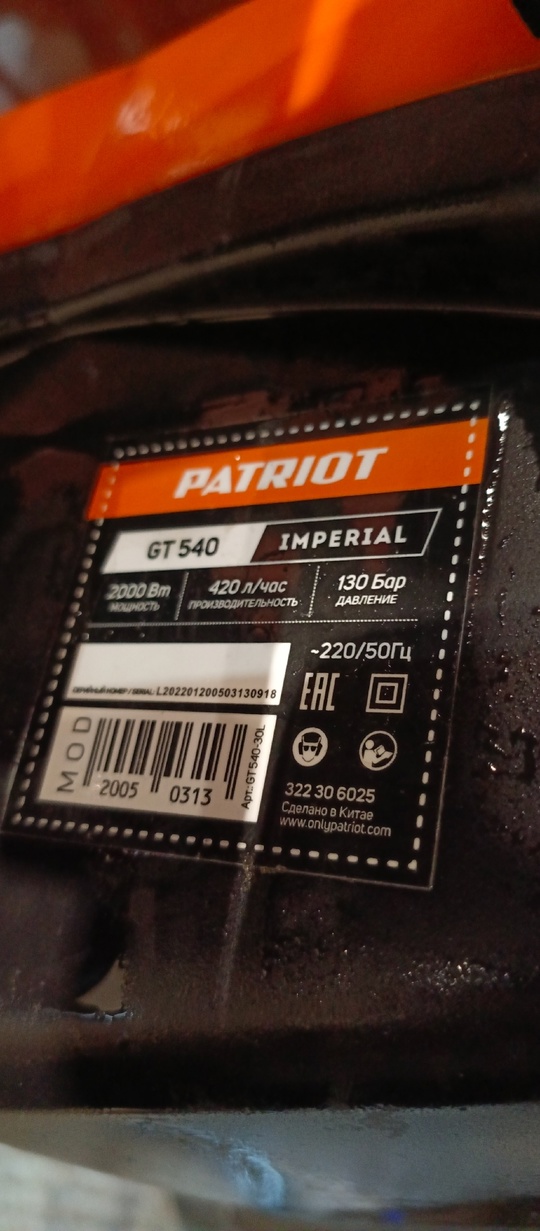 PATRIOT
GT 540 IMPERIAL
2000 Вт 420 л/час 130 Бар
МОЩНОСТЬ ПРОИЗВОДИТЕЛЬНОСТЬ ДАВЛЕНИЕ
~220/50Гц
СЕРИЙНЫЙ НОМЕР / SERIAL: L202201200503130918
EAC
MOD
2005 0313
Арт. GT540-30L
322 30 6025
Сделано в Китае
www.onlypatriot.com